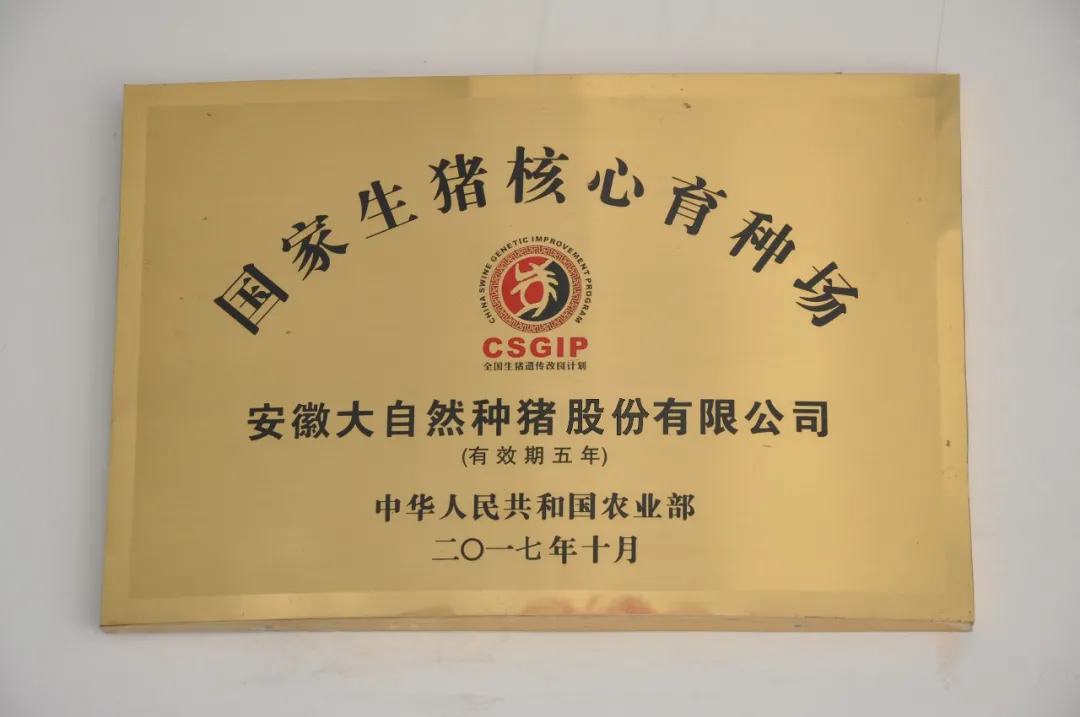 国家生猪核心育种场
CHINA SWINE GENETIC IMPROVEMENT PROGRAM
CSGIP
全国生猪遗传改良计划
安徽大自然种猪股份有限公司
(有效期五年)
中华人民共和国农业部
二〇一七年十月